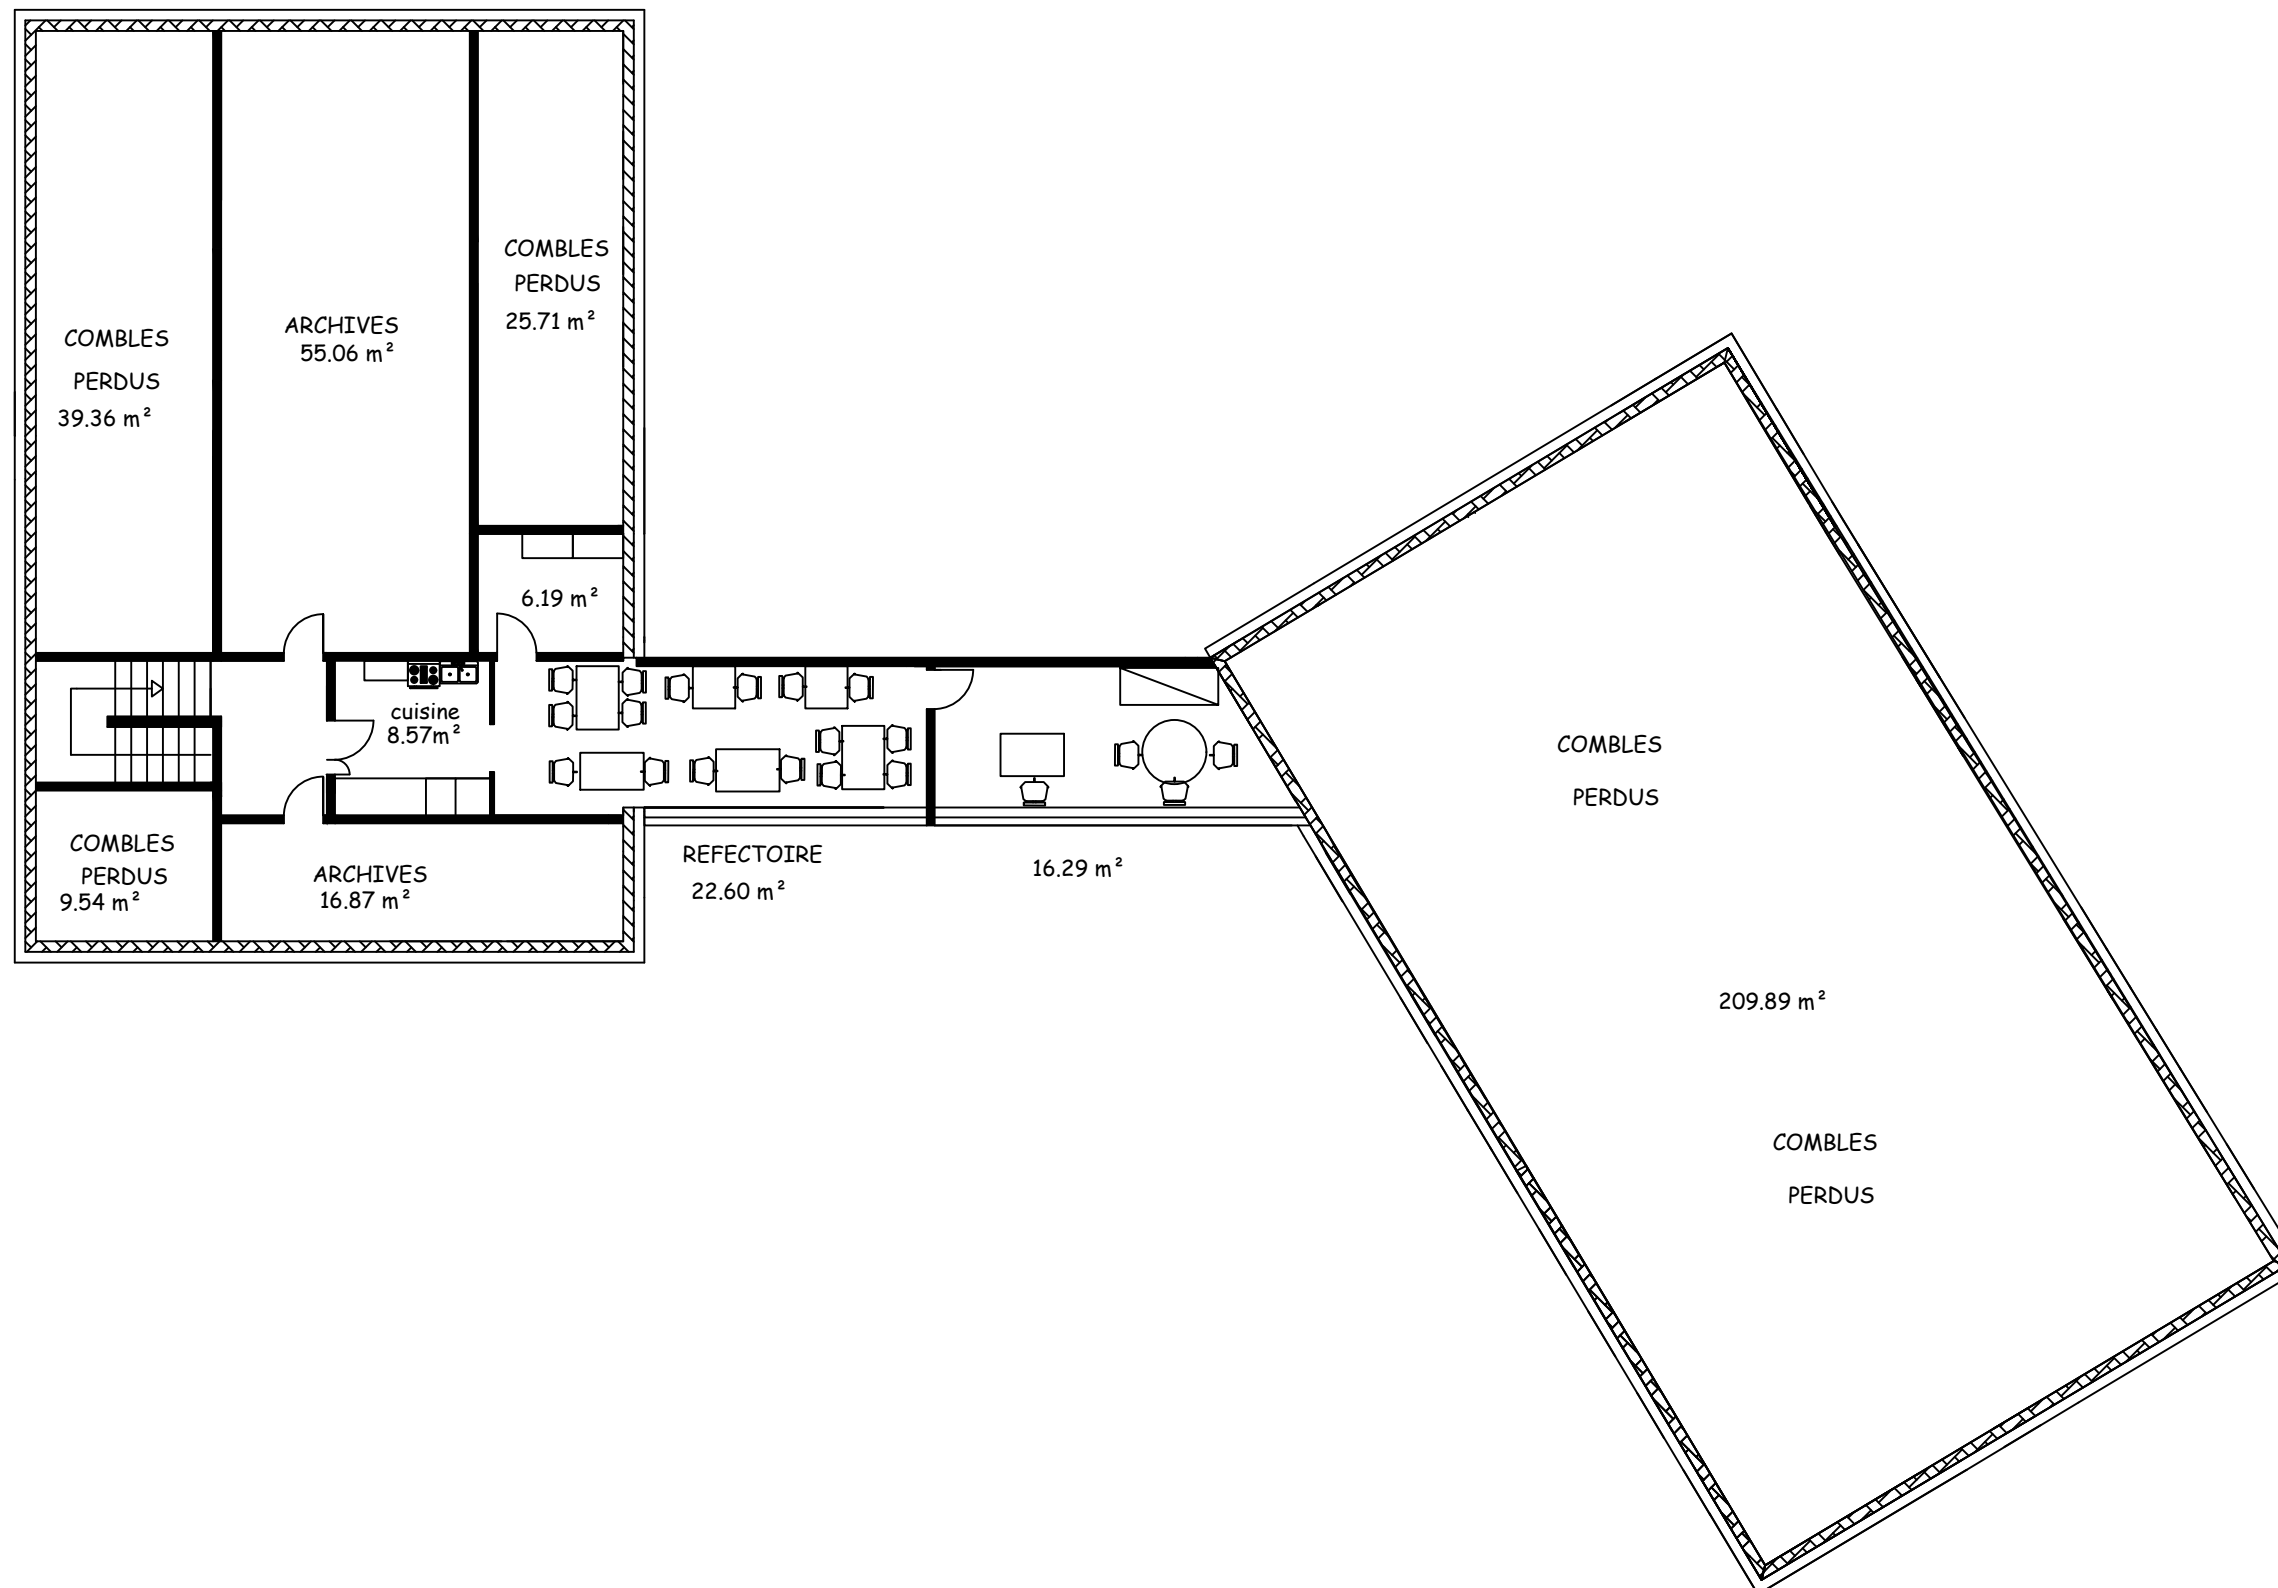 COMBLES
PERDUS
39.36 m²
ARCHIVES
55.06 m²
COMBLES
PERDUS
25.71 m²
6.19 m²
cuisine
8.57m²
COMBLES
PERDUS
9.54 m²
ARCHIVES
16.87 m²
REFECTOIRE
22.60 m²
16.29 m²
COMBLES
PERDUS
209.89 m²
COMBLES
PERDUS